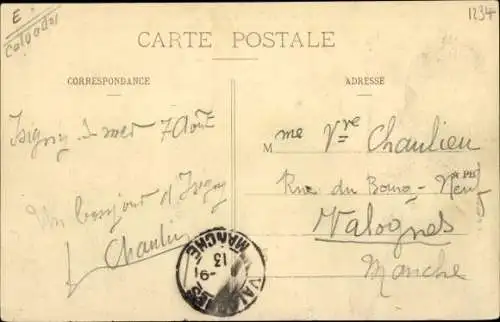 E
Calvados
1234
CARTE POSTALE
CORRESPONDANCE
ADRESSE
Isigny s mer 7 Août
Un bonjour d'Isigny
Chaulieu
Mme Vve Chaulieu
Rue du Bourg-Neuf
Valognes
Manche
VALOGNES
MANCHE
13